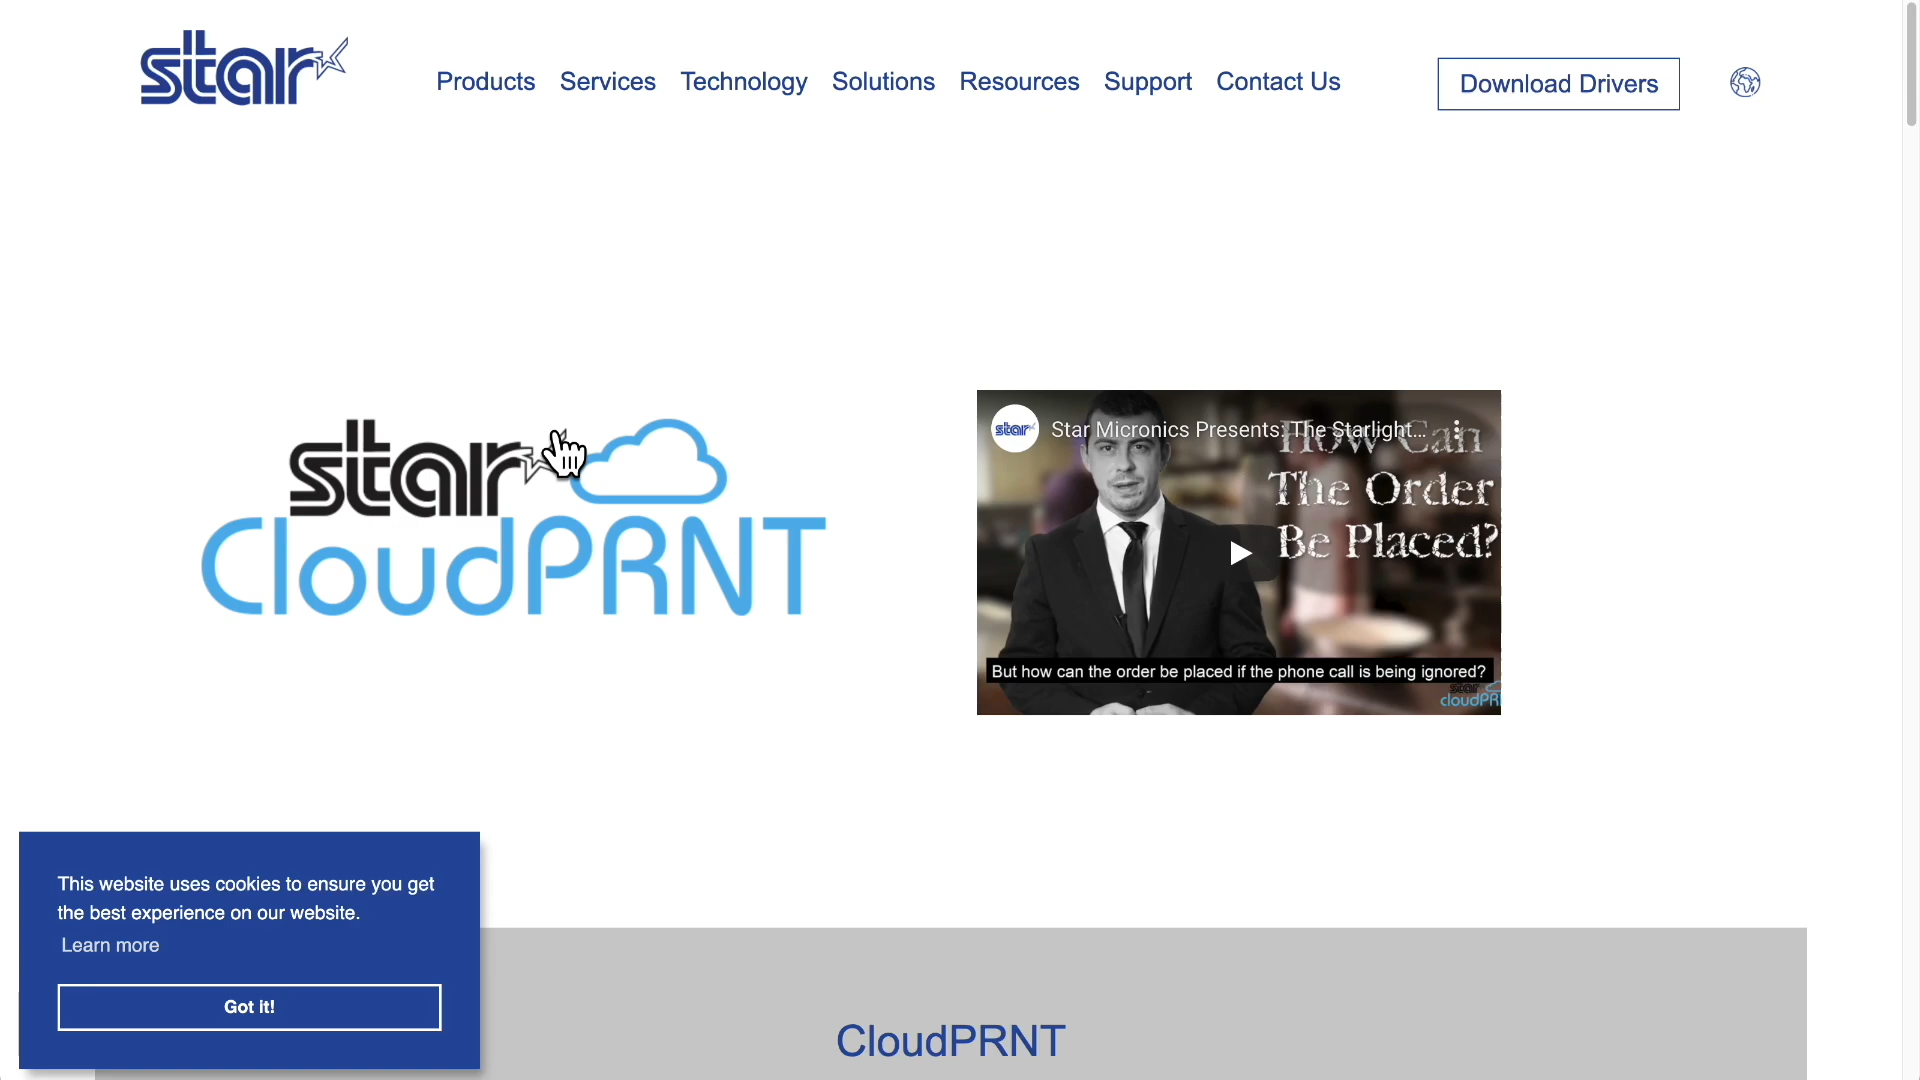 star
Products Services Technology Solutions Resources Support Contact Us
Download Drivers
star
CloudPRNT
star
Star Micronics Presents: The Starlight...
How Can
The Order
Be Placed?
But how can the order be placed if the phone call is being ignored?
star
cloudPR
This website uses cookies to ensure you get
the best experience on our website.
Learn more
Got it!
CloudPRNT